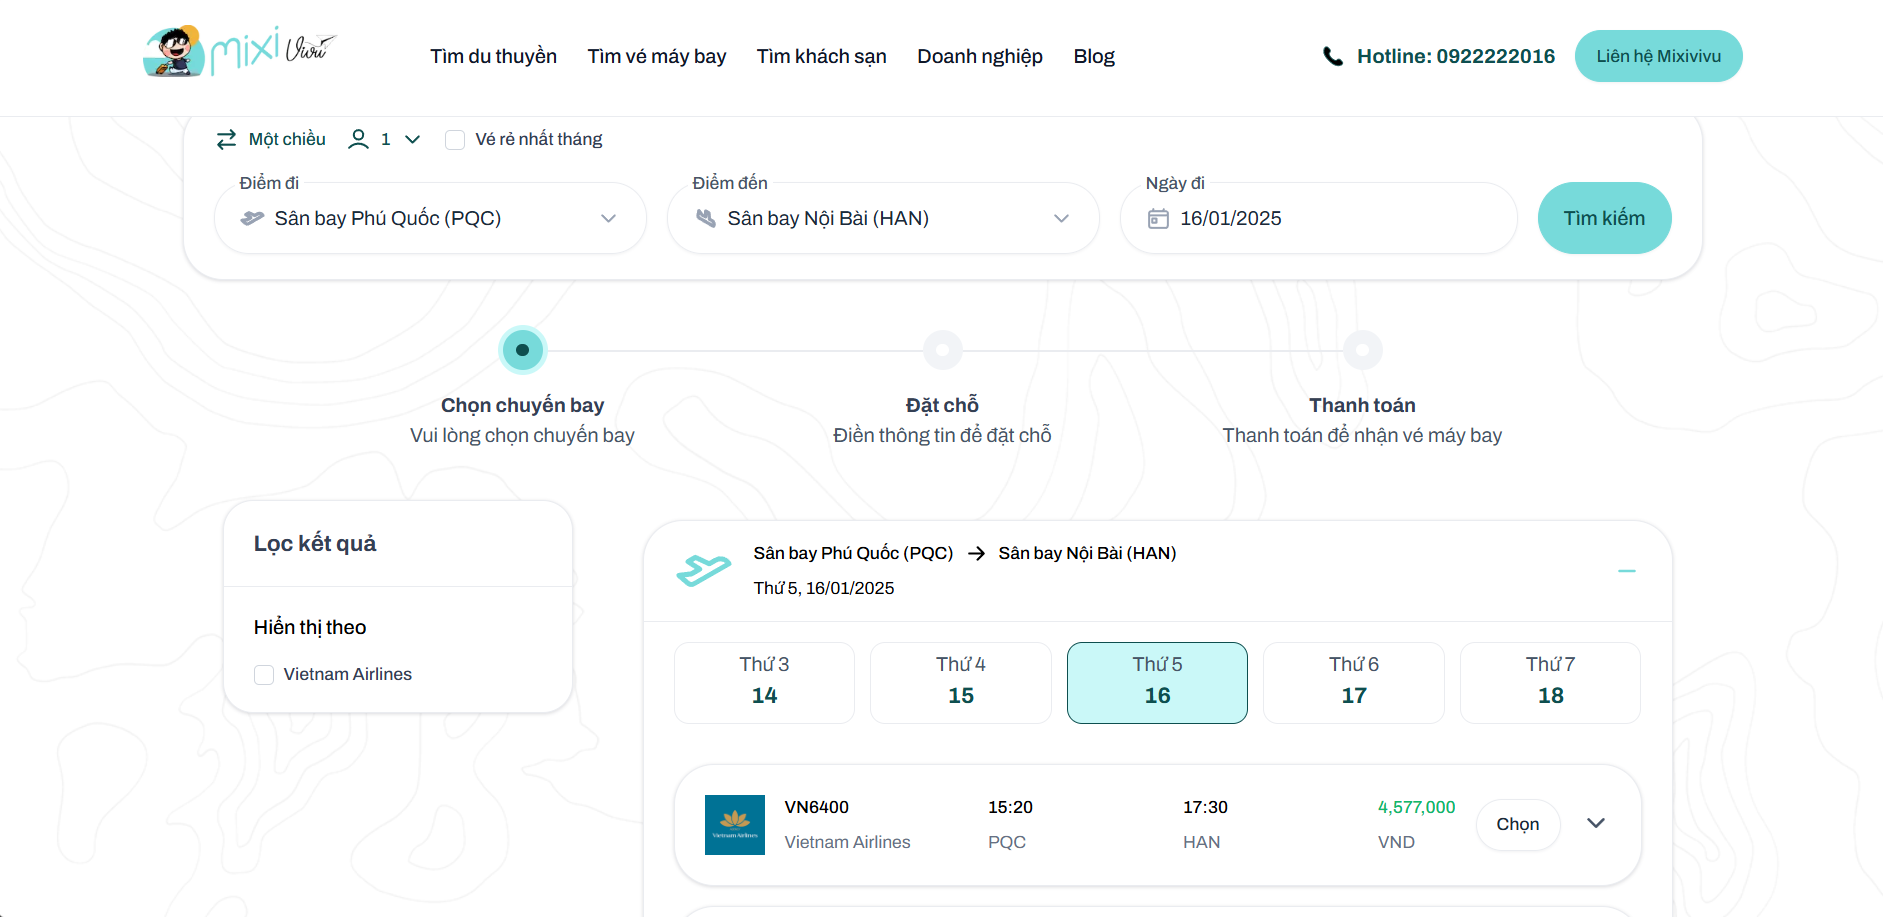 mixi Vivu
Tìm du thuyền
Tìm vé máy bay
Tìm khách sạn
Doanh nghiệp
Blog
Hotline: 0922222016
Liên hệ Mixivivu
Một chiều
1
Vé rẻ nhất tháng
Điểm đi
Sân bay Phú Quốc (PQC)
Điểm đến
Sân bay Nội Bài (HAN)
Ngày đi
16/01/2025
Tìm kiếm
Chọn chuyến bay
Vui lòng chọn chuyến bay
Đặt chỗ
Điền thông tin để đặt chỗ
Thanh toán
Thanh toán để nhận vé máy bay
Lọc kết quả
Hiển thị theo
Vietnam Airlines
Sân bay Phú Quốc (PQC) → Sân bay Nội Bài (HAN)
Thứ 5, 16/01/2025
Thứ 3
14
Thứ 4
15
Thứ 5
16
Thứ 6
17
Thứ 7
18
Vietnam Airlines
VN6400
Vietnam Airlines
15:20
PQC
17:30
HAN
4,577,000
VND
Chọn